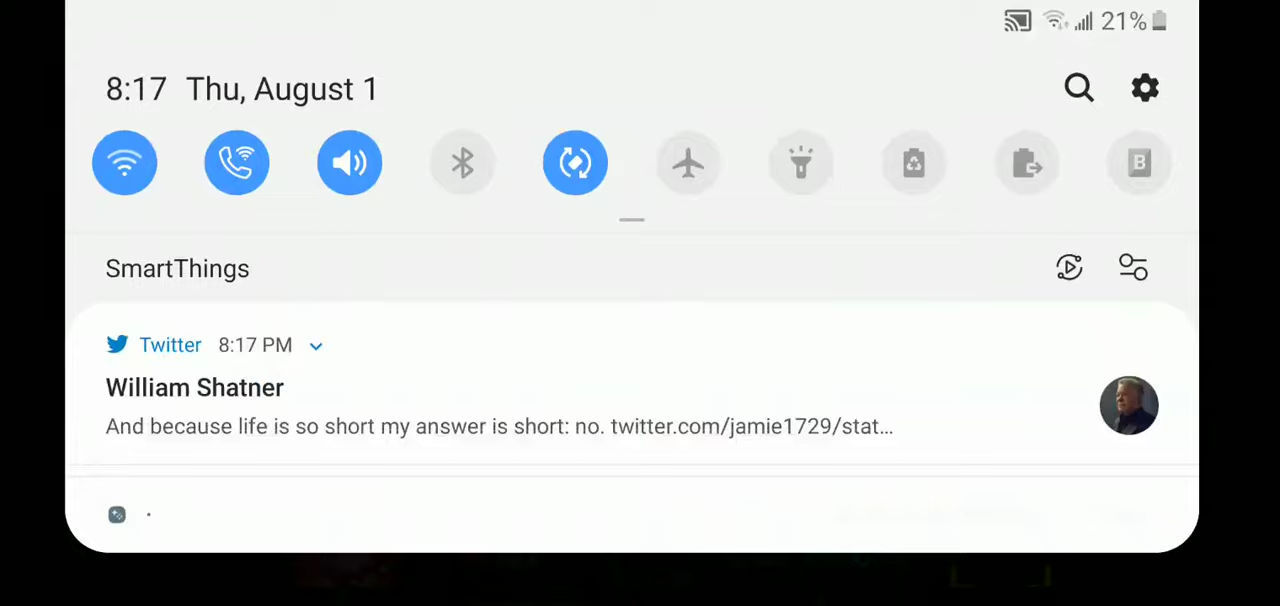 21%
8:17 Thu, August 1
B
SmartThings
Twitter 8:17 PM
William Shatner
And because life is so short my answer is short: no. twitter.com/jamie1729/stat...